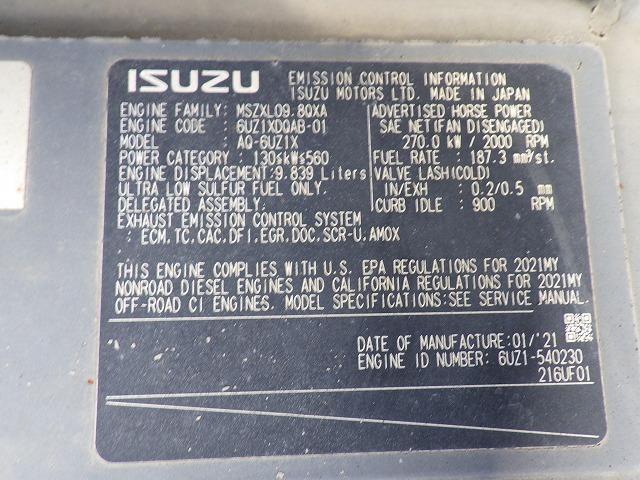 ISUZU EMISSION CONTROL INFORMATION
ISUZU MOTORS LTD. MADE IN JAPAN
ENGINE FAMILY: MSZXL09.8QXA
ENGINE CODE : 6UZ1XDQAB-01
MODEL AQ-6UZ1X
POWER CATEGORY : 130≤kW≤560
ENGINE DISPLACEMENT:9.839 Liters
ULTRA LOW SULFUR FUEL ONLY.
DELEGATED ASSEMBLY.
EXHAUST EMISSION CONTROL SYSTEM
: ECM,TC,CAC,DFI,EGR,DOC,SCR-U,AMOX
ADVERTISED HORSE POWER
SAE NET(FAN DISENGAGED)
270.0 kW / 2000 RPM
FUEL RATE : 187.3 mm³/st.
VALVE LASH(COLD)
IN/EXH : 0.2/0.5 mm
CURB IDLE : 900 RPM
THIS ENGINE COMPLIES WITH U.S. EPA REGULATIONS FOR 2021MY
NONROAD DIESEL ENGINES AND CALIFORNIA REGULATIONS FOR 2021MY
OFF-ROAD CI ENGINES. MODEL SPECIFICATIONS:SEE SERVICE MANUAL.
DATE OF MANUFACTURE:01/'21
ENGINE ID NUMBER: 6UZ1-540230
216UF01